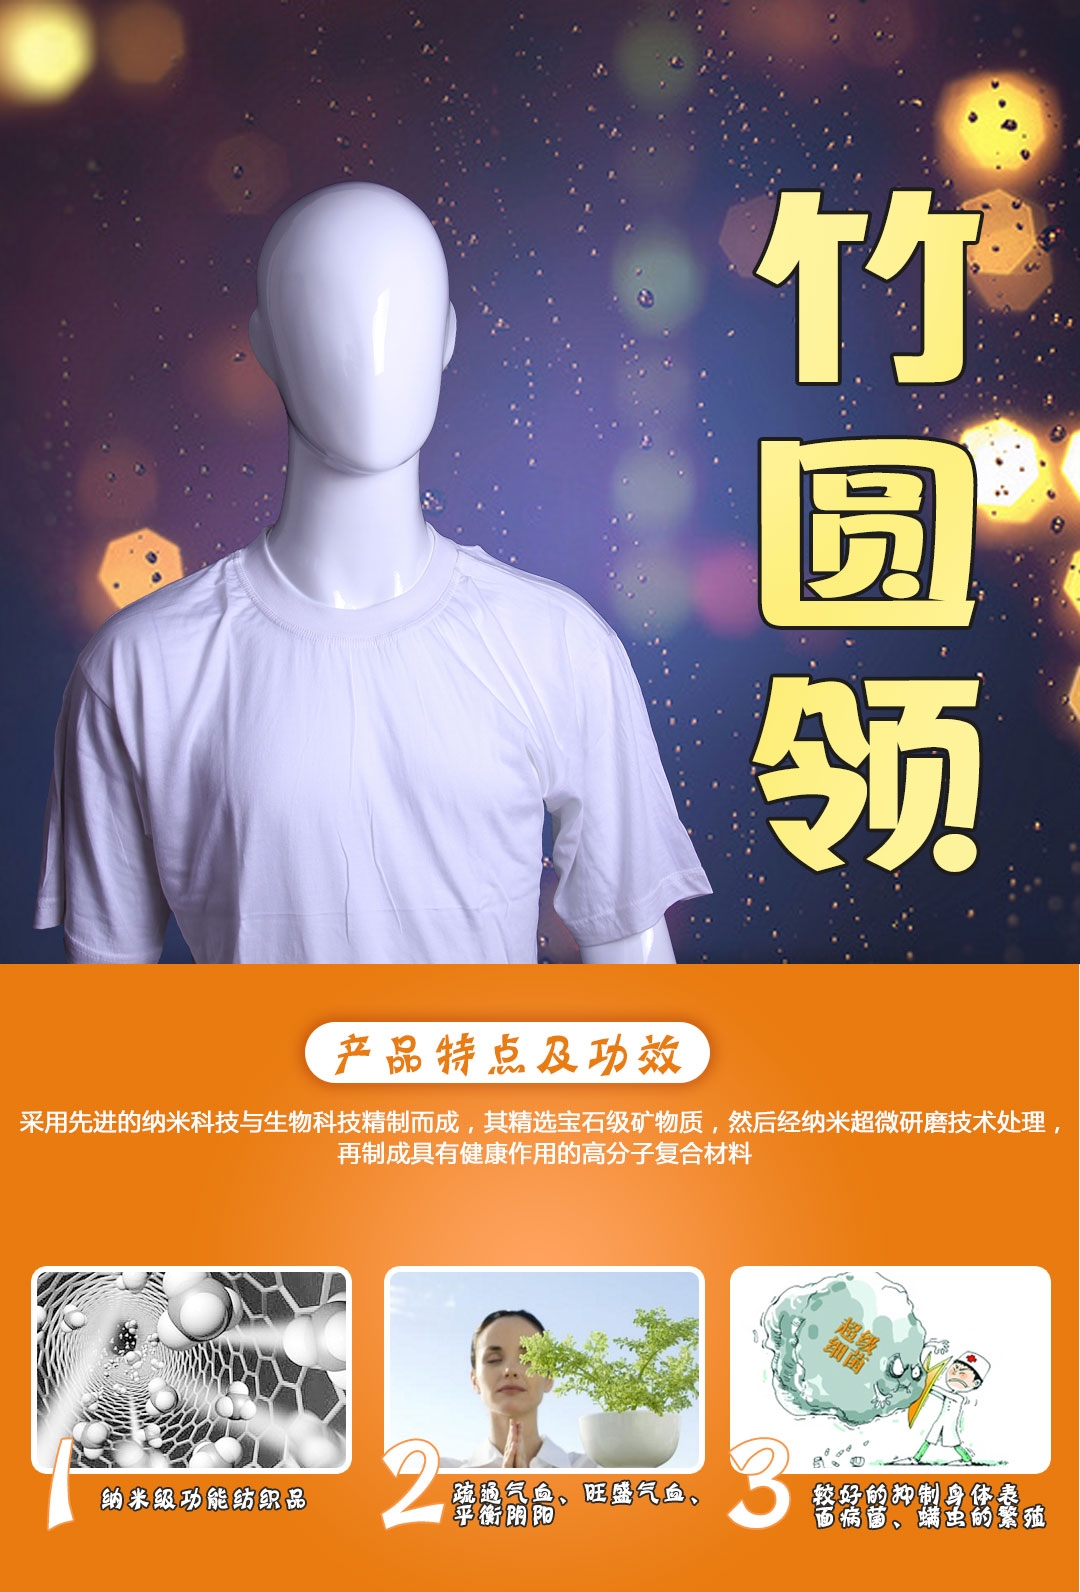 竹圆领
产品特点及功效
采用先进的纳米科技与生物科技精制而成，其精选宝石级矿物质，然后经纳米超微研磨技术处理，
再制成具有健康作用的高分子复合材料
超级
细菌
1 纳米级功能纺织品
2 疏通气血、旺盛气血、
平衡阴阳
3 较好的抑制身体表
面病菌、螨虫的繁殖